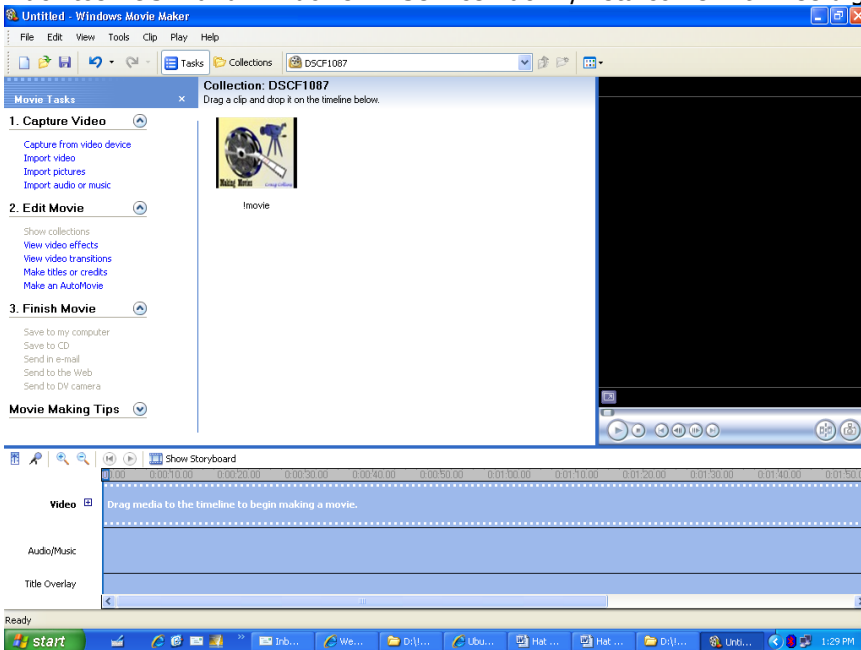 Untitled - Windows Movie Maker
File Edit View Tools Clip Play Help
Tasks Collections DSCF1087
Movie Tasks
Collection: DSCF1087
Drag a clip and drop it on the timeline below.
1. Capture Video
Capture from video device
Import video
Import pictures
Import audio or music
2. Edit Movie
Show collections
View video effects
View video transitions
Make titles or credits
Make an AutoMovie
3. Finish Movie
Save to my computer
Save to CD
Send in e-mail
Send to the Web
Send to DV camera
Movie Making Tips
Making Movies
!movie
Show Storyboard
0:00:10.00 0:00:20.00 0:00:30.00 0:00:40.00 0:00:50.00 0:01:00.00 0:01:10.00 0:01:20.00 0:01:30.00 0:01:40.00 0:01:50.0
Video
Drag media to the timeline to begin making a movie.
Audio/Music
Title Overlay
Ready
start Inb... We... D:\!... Ubu... Hat ... Hat ... D:\!... Unti... 1:29 PM